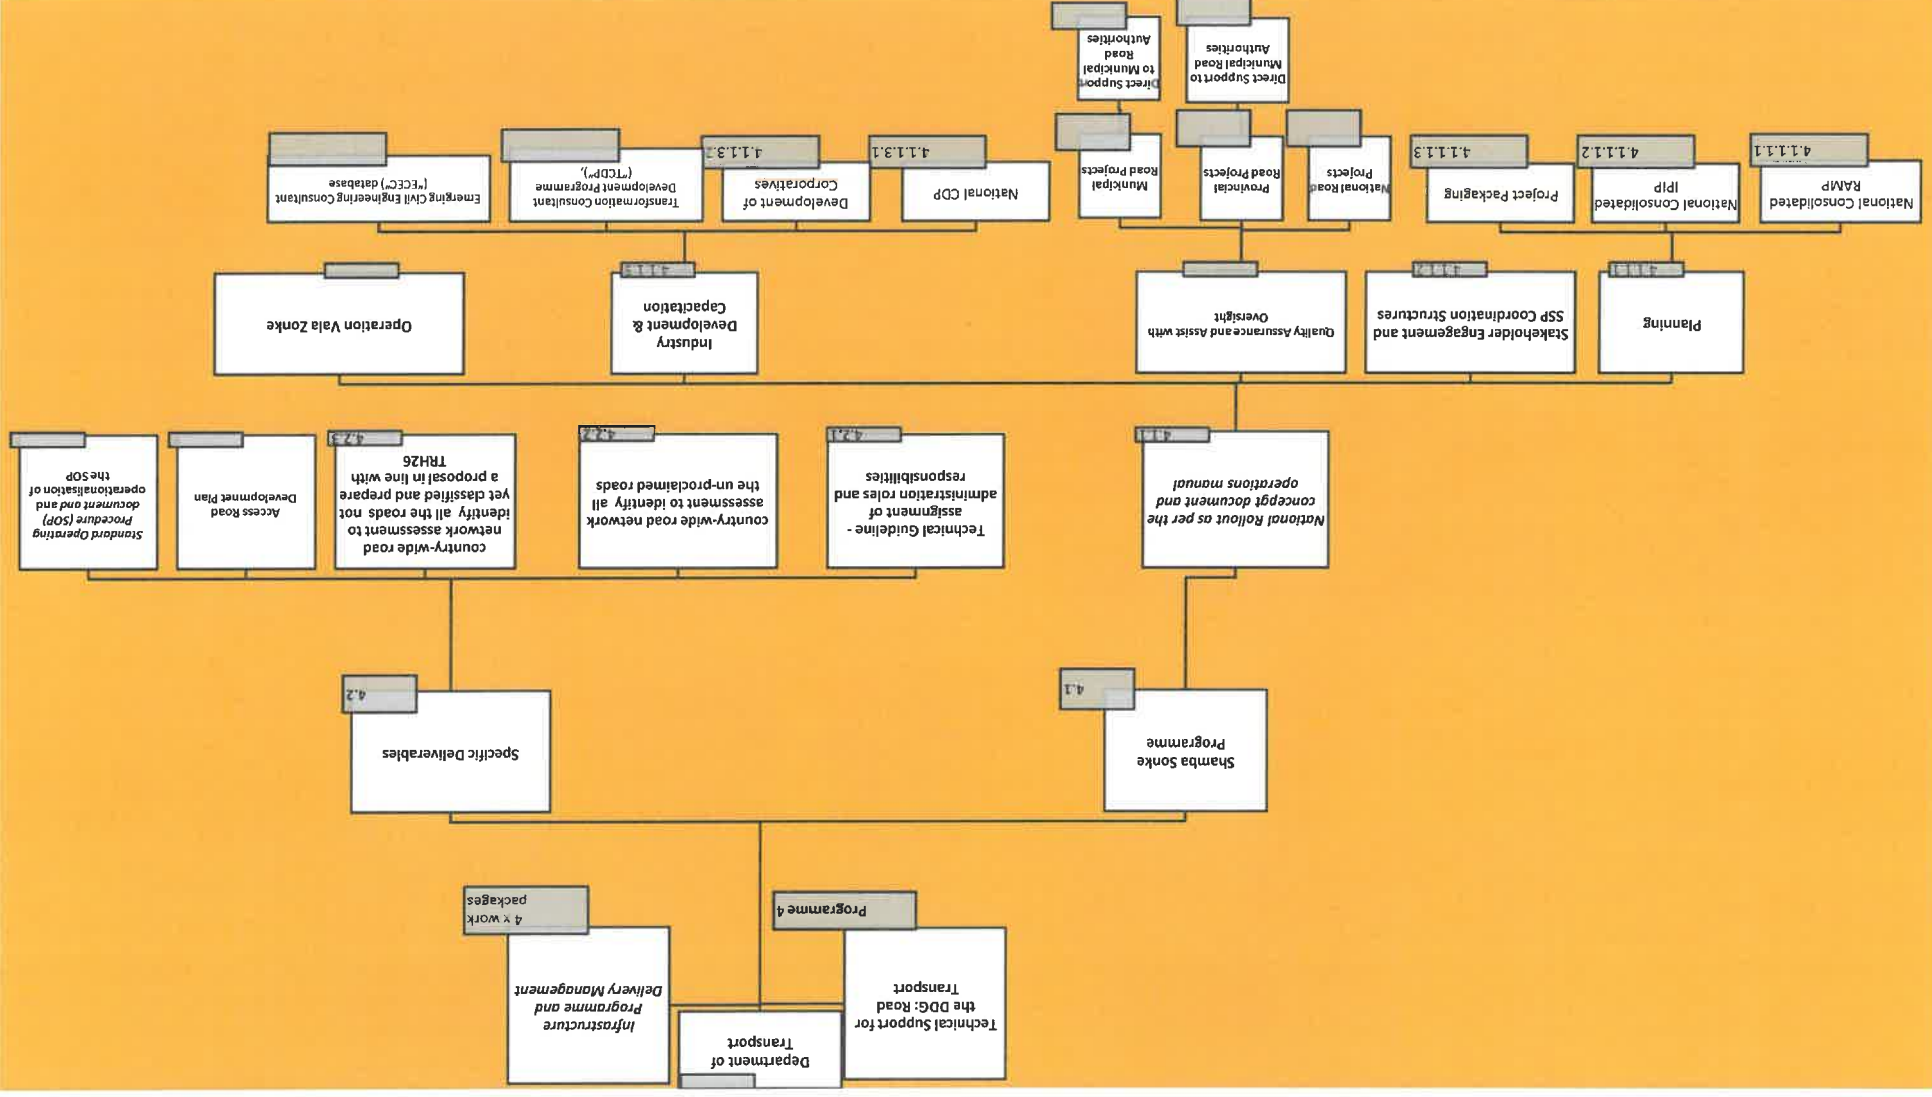 Department of
Transport
Technical Support for
the DDG: Road
Transport
Programme 4
Infrastructure
Programme and
Delivery Management
4 x work
packages
Shamba Sonke
Programme
4.1
Specific Deliverables
4.2
National Rollout as per the
concepgt document and
operations manual
4.1.1
Technical Guideline -
assignment of
administration roles and
responsibilities
4.2.1
country-wide road network
assessment to identify all
the un-proclaimed roads
4.2.2
country-wide road
network assessment to
identify all the roads not
yet classified and prepare
a proposal in line with
TRH26
4.2.3
Access Road
Developmnet Plan
Standard Operating
Procedure (SOP)
document and and
operationalisation of
the SOP
Planning
4.1.1.1
Stakeholder Engagement and
SSP Coordination Structures
4.1.1.2
Quality Assurance and Assist with
Oversight
Industry
Development &
Capacitation
4.1.1.3
Operation Vala Zonke
National Consolidated
RAMP
4.1.1.1.1
National Consolidated
IPIP
4.1.1.1.2
Project Packaging
4.1.1.1.3
National Road
Projects
Provincial
Road Projects
Municipal
Road Projects
National CDP
4.1.1.3.1
Development of
Corporatives
4.1.1.3.2
Transformation Consultant
Development Programme
("TCDP"),
Emerging Civil Engineering Consultant
("ECEC") database
Direct Support to
Municipal Road
Authorities
Direct Support
to Municipal
Road
Authorities